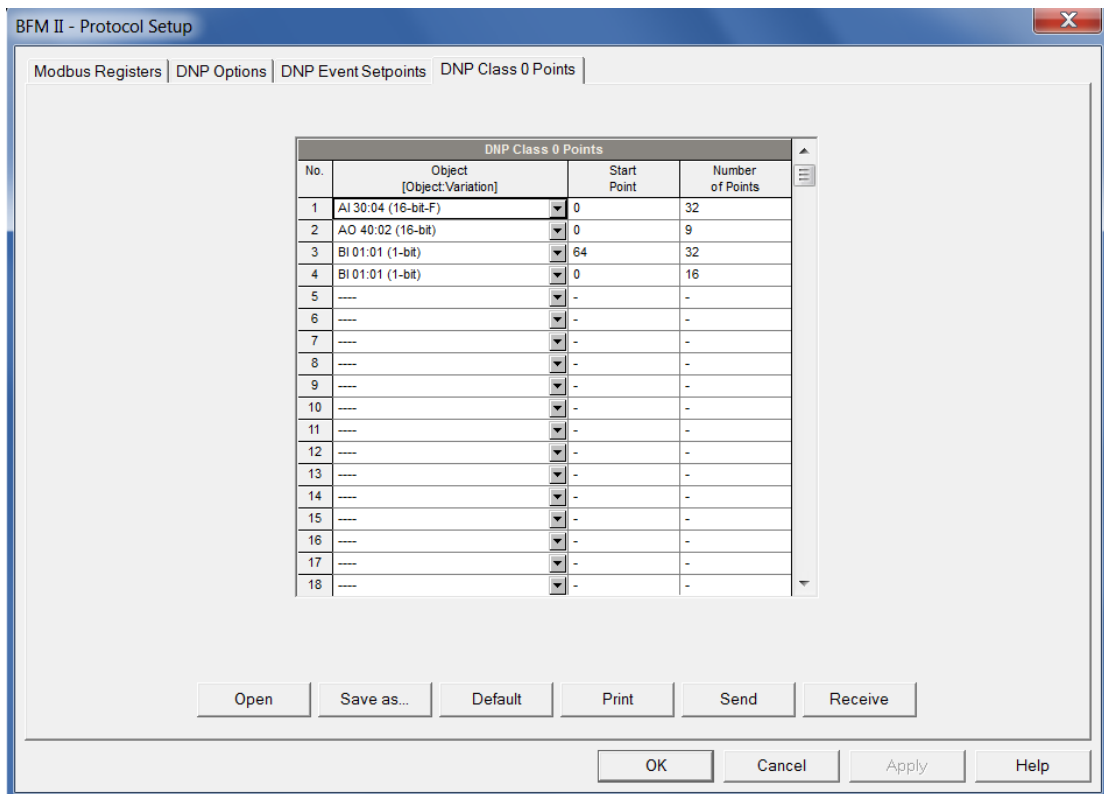 BFM II - Protocol Setup
X
Modbus Registers DNP Options DNP Event Setpoints DNP Class 0 Points
DNP Class 0 Points
No. Object Start Number
[Object:Variation] Point of Points
1 AI 30:04 (16-bit-F) 0 32
2 AO 40:02 (16-bit) 0 9
3 BI 01:01 (1-bit) 64 32
4 BI 01:01 (1-bit) 0 16
5 ---- - -
6 ---- - -
7 ---- - -
8 ---- - -
9 ---- - -
10 ---- - -
11 ---- - -
12 ---- - -
13 ---- - -
14 ---- - -
15 ---- - -
16 ---- - -
17 ---- - -
18 ---- - -
Open Save as... Default Print Send Receive
OK Cancel Apply Help